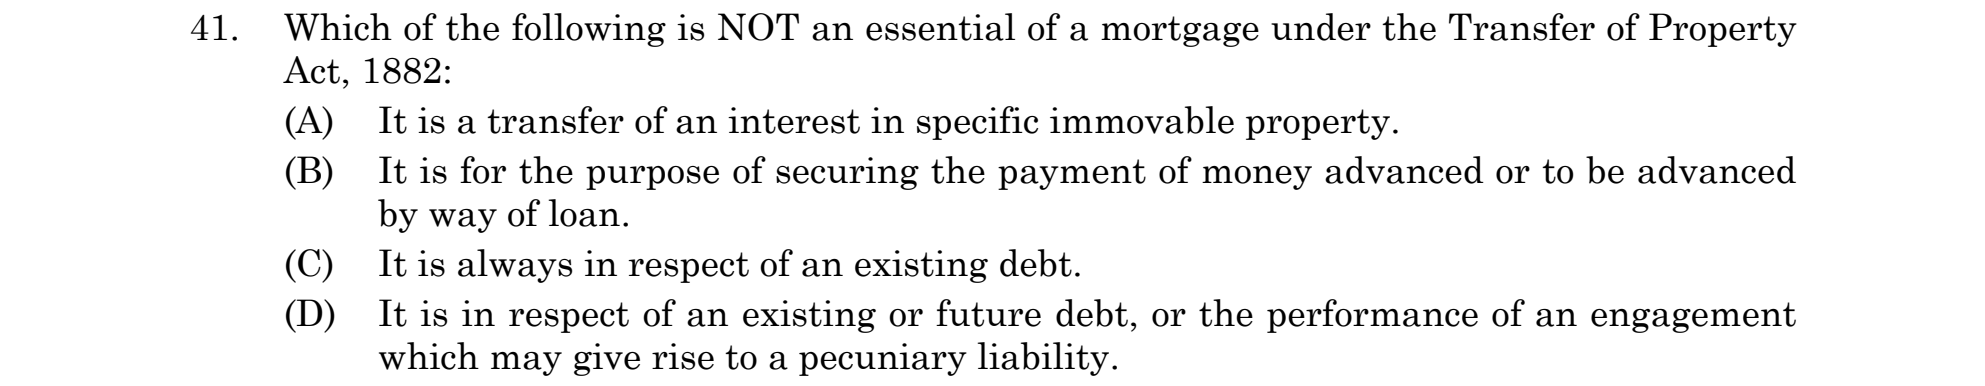 41. Which of the following is NOT an essential of a mortgage under the Transfer of Property
Act, 1882:
(A) It is a transfer of an interest in specific immovable property.
(B) It is for the purpose of securing the payment of money advanced or to be advanced
by way of loan.
(C) It is always in respect of an existing debt.
(D) It is in respect of an existing or future debt, or the performance of an engagement
which may give rise to a pecuniary liability.